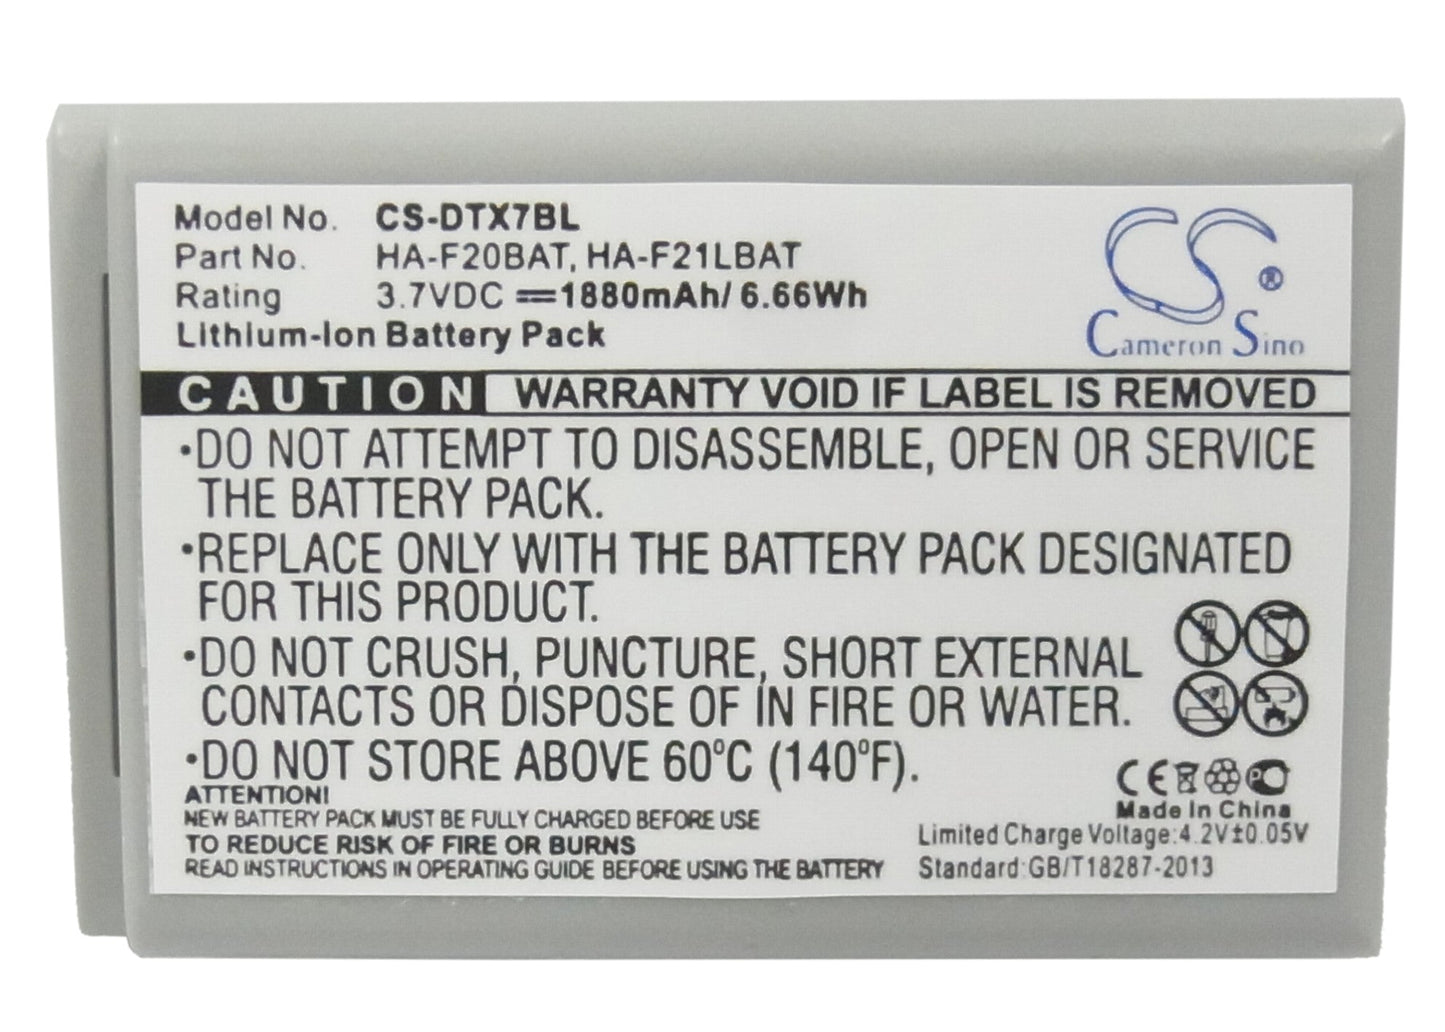 Model No. CS-DTX7BL
Part No. HA-F20BAT, HA-F21LBAT
Rating 3.7VDC ⎓1880mAh/ 6.66Wh
Lithium-Ion Battery Pack
CS®
Cameron Sino
CAUTION WARRANTY VOID IF LABEL IS REMOVED
•DO NOT ATTEMPT TO DISASSEMBLE, OPEN OR SERVICE
THE BATTERY PACK.
•REPLACE ONLY WITH THE BATTERY PACK DESIGNATED
FOR THIS PRODUCT.
•DO NOT CRUSH, PUNCTURE, SHORT EXTERNAL
CONTACTS OR DISPOSE OF IN FIRE OR WATER.
•DO NOT STORE ABOVE 60°C (140°F).
ATTENTION!
NEW BATTERY PACK MUST BE FULLY CHARGED BEFORE USE
TO REDUCE RISK OF FIRE OR BURNS
READ INSTRUCTIONS IN OPERATING GUIDE BEFORE USING THE BATTERY
CE
Made In China
Limited Charge Voltage:4.2V±0.05V
Standard:GB/T18287-2013